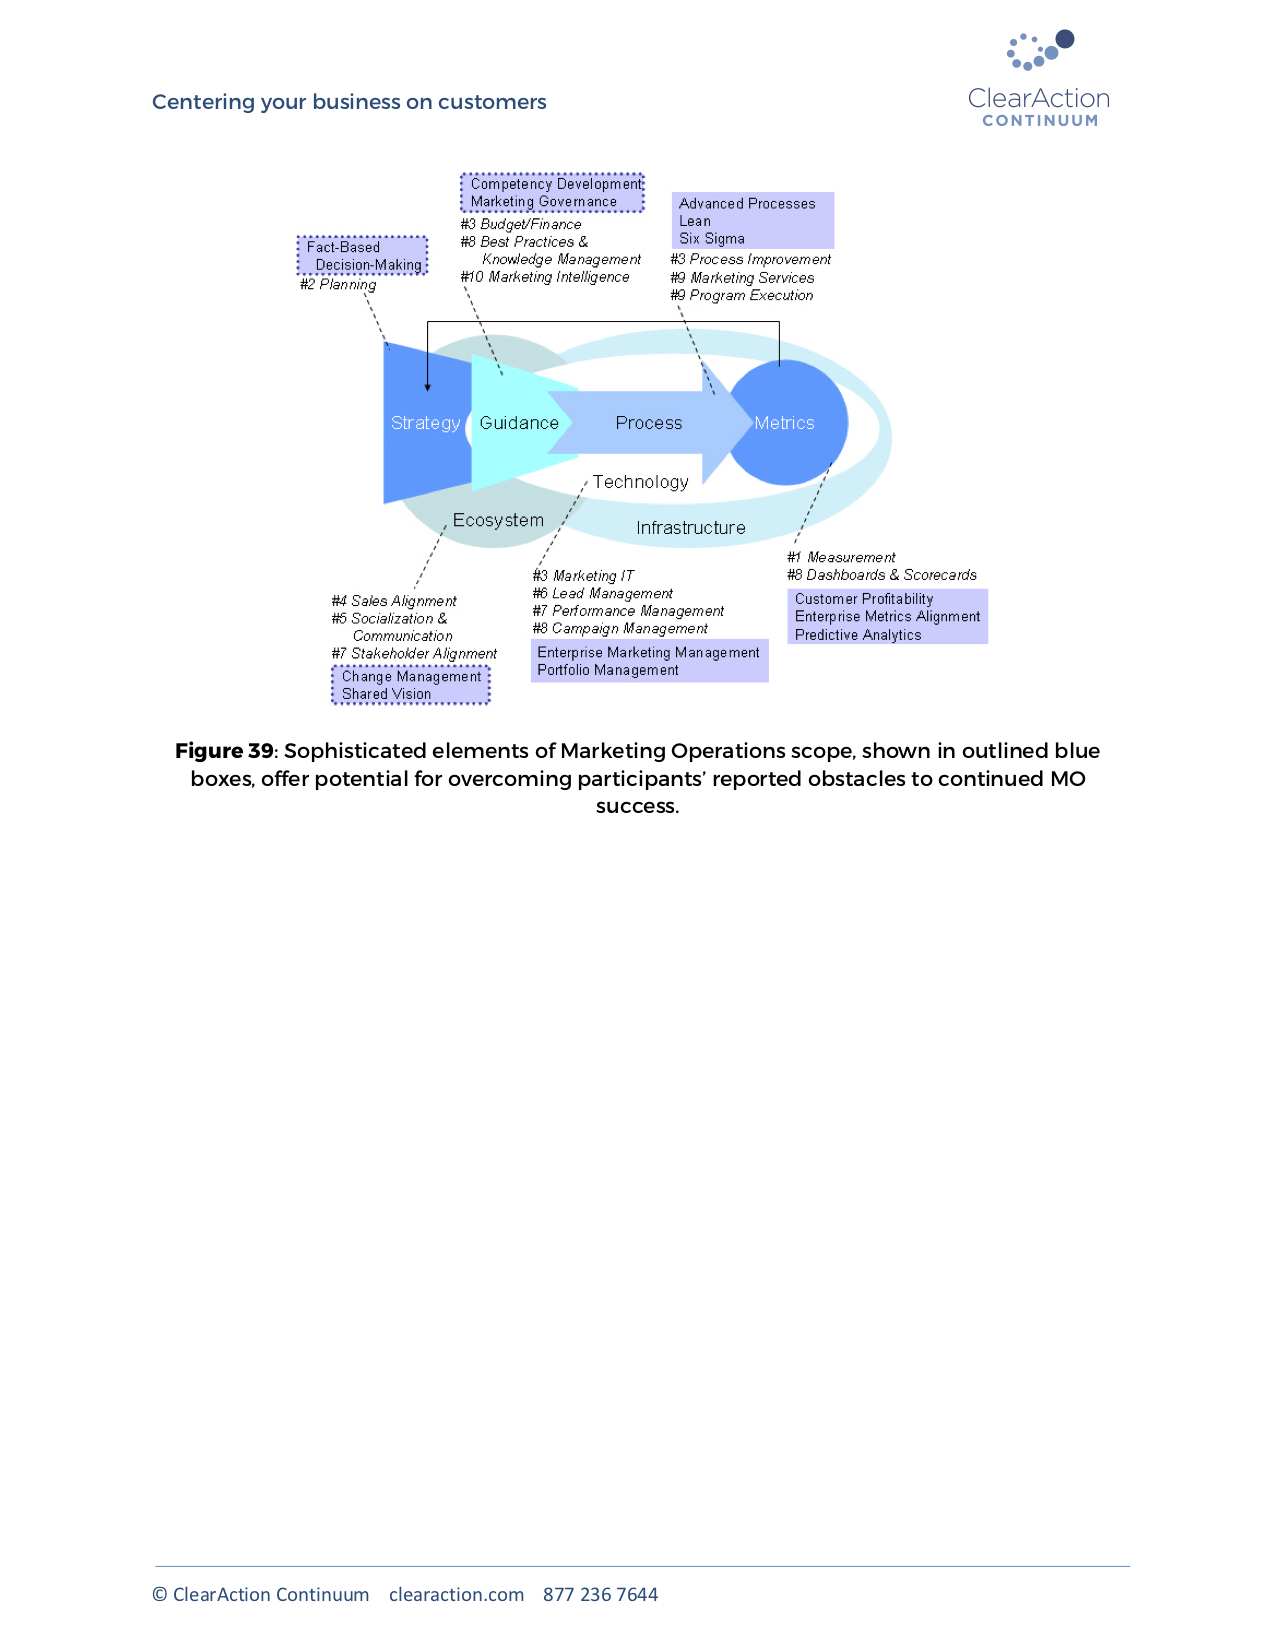 Centering your business on customers
ClearAction
CONTINUUM
Competency Development
Marketing Governance
#3 Budget/Finance
#8 Best Practices &
Knowledge Management
#10 Marketing Intelligence
Advanced Processes
Lean
Six Sigma
#3 Process Improvement
#9 Marketing Services
#9 Program Execution
Fact-Based
Decision-Making
#2 Planning
Strategy
Guidance
Process
Metrics
Technology
Ecosystem
Infrastructure
#4 Sales Alignment
#5 Socialization &
Communication
#7 Stakeholder Alignment
Change Management
Shared Vision
#3 Marketing IT
#6 Lead Management
#7 Performance Management
#8 Campaign Management
Enterprise Marketing Management
Portfolio Management
#1 Measurement
#8 Dashboards & Scorecards
Customer Profitability
Enterprise Metrics Alignment
Predictive Analytics
Figure 39: Sophisticated elements of Marketing Operations scope, shown in outlined blue
boxes, offer potential for overcoming participants’ reported obstacles to continued MO
success.
© ClearAction Continuum clearaction.com 877 236 7644